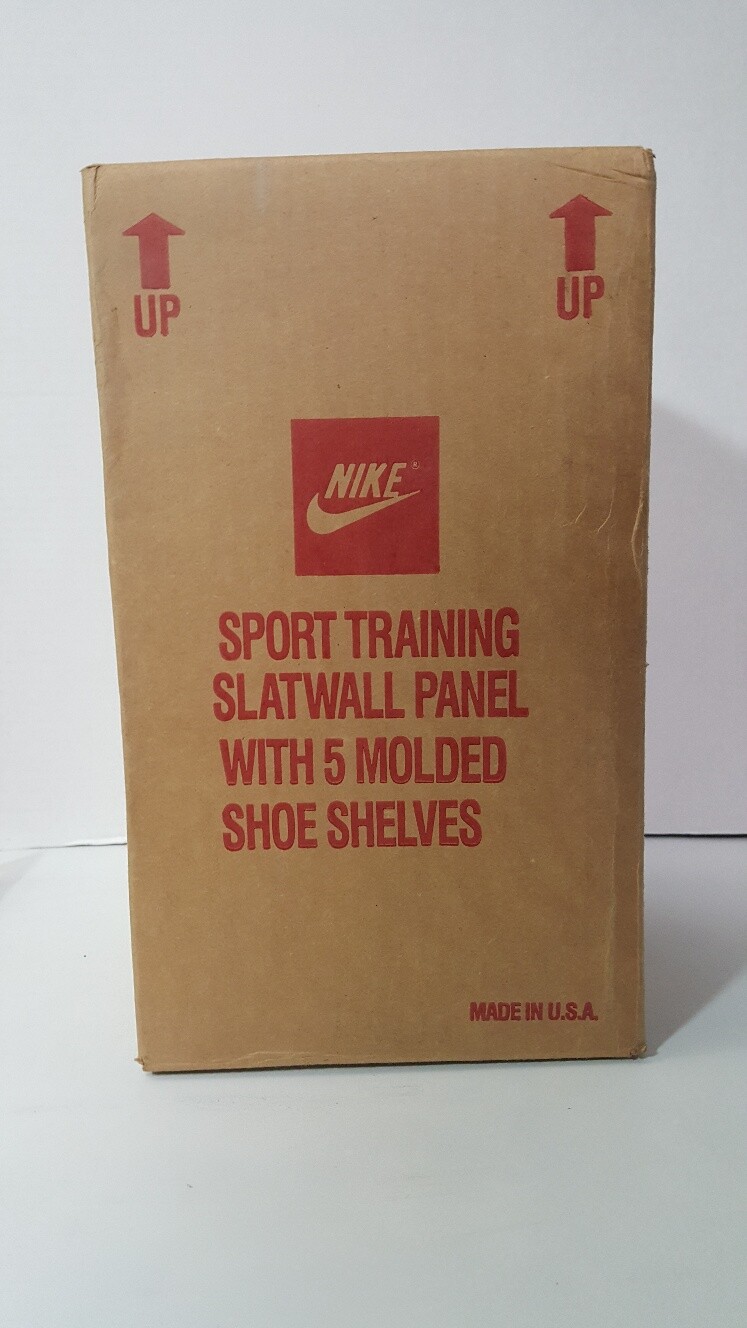 UP
UP
NIKE®
SPORT TRAINING
SLATWALL PANEL
WITH 5 MOLDED
SHOE SHELVES
MADE IN U.S.A.